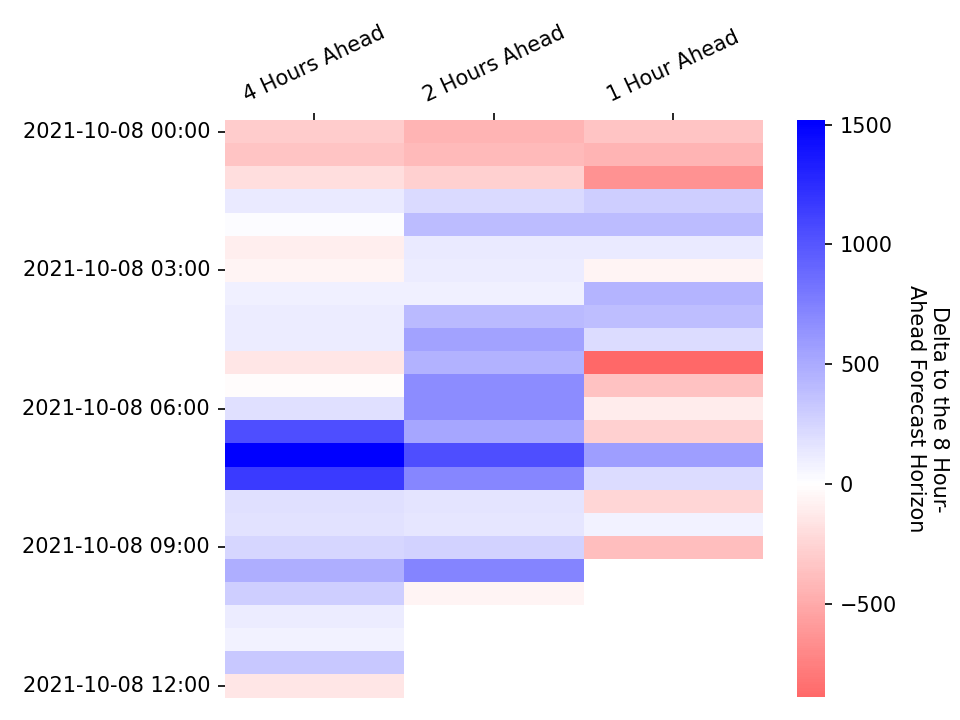 4 Hours Ahead
2 Hours Ahead
1 Hour Ahead
2021-10-08 00:00
2021-10-08 03:00
2021-10-08 06:00
2021-10-08 09:00
2021-10-08 12:00
1500
1000
500
0
−500
Delta to the 8 Hour-
Ahead Forecast Horizon